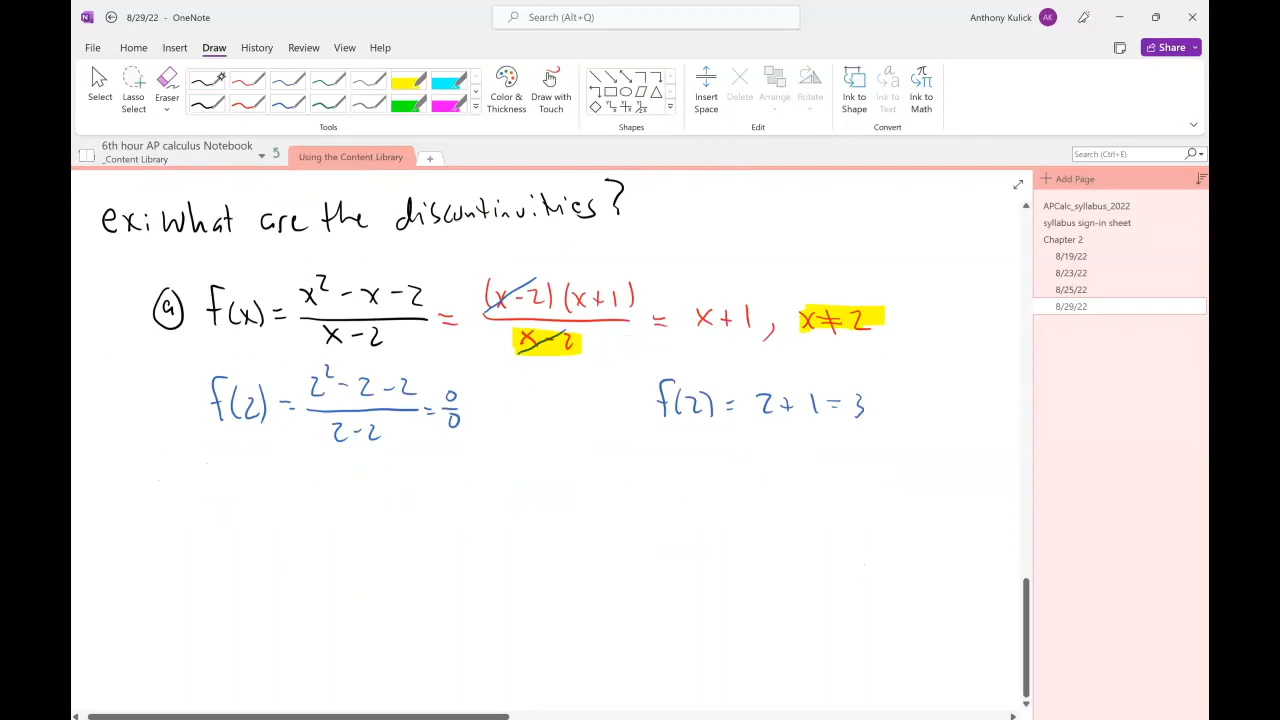 8/29/22 - OneNote
Search (Alt+Q)
Anthony Kulick
AK
File Home Insert Draw History Review View Help
Share
Select
Lasso Select
Eraser
Color & Thickness
Draw with Touch
Insert Space
Delete
Arrange
Rotate
Ink to Shape
Ink to Text
Ink to Math
Tools
Shapes
Edit
Convert
6th hour AP calculus Notebook
_Content Library
Using the Content Library
Search (Ctrl+E)
Add Page
APCalc_syllabus_2022
syllabus sign-in sheet
Chapter 2
8/19/22
8/23/22
8/25/22
8/29/22
ex: What are the discontinuities?
(a) f(x) = (x² - x - 2)/(x - 2) = (x-2)(x+1)/(x-2) = x+1, x≠2
f(2) = (2² - 2 - 2)/(2-2) = 0/0
f(2) = 2+1 = 3